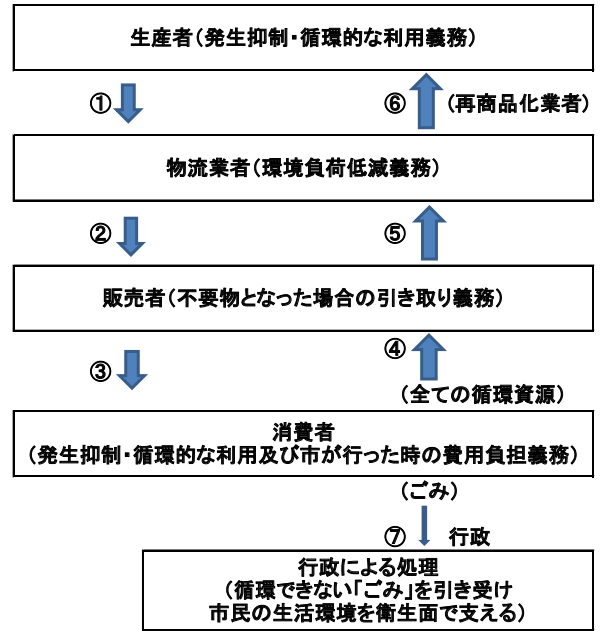 生産者（発生抑制・循環的な利用義務）
① ⑥ （再商品化業者）
物流業者（環境負荷低減義務）
② ⑤
販売者（不要物となった場合の引き取り義務）
③ ④
（全ての循環資源）
消費者
（発生抑制・循環的な利用及び市が行った時の費用負担義務）
（ごみ）
⑦ 行政
行政による処理
（循環できない「ごみ」を引き受け
市民の生活環境を衛生面で支える）